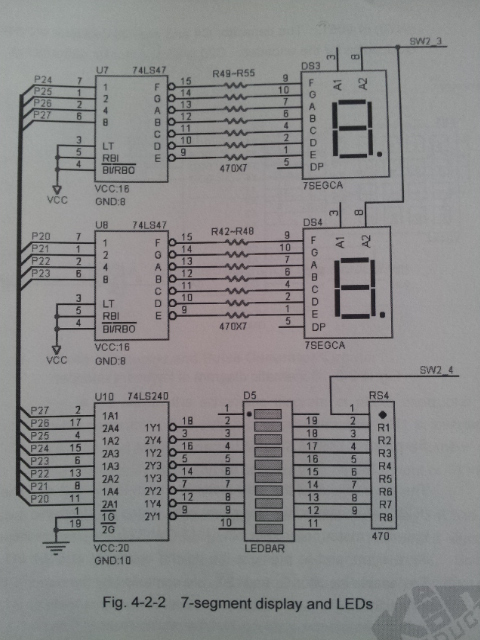 SW2_3
U7 74LS47 R49-R55 DS3
P24 7 1 F 15 9 F 3 A1 8 A2
P25 1 2 G 14 10 G
P26 2 4 A 13 7 A
P27 6 8 B 12 6 B
C 11 4 C
3 LT D 10 2 D
5 RBI E 9 1 E
4 BI/RBO 470X7 5 DP
VCC VCC:16 7SEGCA
GND:8
U8 74LS47 R42-R48 DS4
P20 7 1 F 15 9 F 3 A1 8 A2
P21 1 2 G 14 10 G
P22 2 4 A 13 7 A
P23 6 8 B 12 6 B
C 11 4 C
3 LT D 10 2 D
5 RBI E 9 1 E
4 BI/RBO 470X7 5 DP
VCC VCC:16 7SEGCA
GND:8
SW2_4
U10 74LS240 D5 RS4
P27 2 1A1 1 20 1
P26 17 2A4 1Y1 18 2 19 2 R1
P25 4 1A2 2Y4 3 3 18 3 R2
P24 15 2A3 1Y2 16 4 17 4 R3
P23 6 1A3 2Y3 5 5 16 5 R4
P22 13 2A2 1Y3 14 6 15 6 R5
P21 8 1A4 2Y2 7 7 14 7 R6
P20 11 2A1 1Y4 12 8 13 8 R7
1 1G 2Y1 9 9 12 9 R8
19 2G 10 11
VCC:20 LEDBAR 470
GND:10
Fig. 4-2-2 7-segment display and LEDs